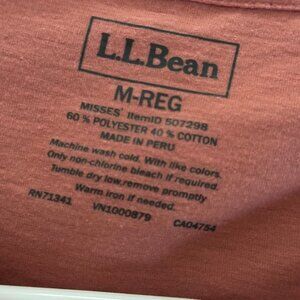 L.L.Bean
M-REG
MISSES' ItemID 507298
60 % POLYESTER 40 % COTTON
MADE IN PERU
Machine wash cold. With like colors.
Only non-chlorine bleach if required.
Tumble dry low,remove promptly
Warm iron if needed.
RN71341 VN1000879 CA04754